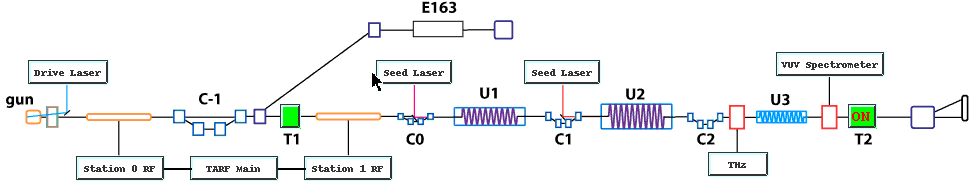 E163
Drive Laser
Seed Laser
Seed Laser
VUV Spectrometer
gun
C-1
U1
U2
U3
ON
T1
C0
C1
C2
T2
Station 0 RF
TARF Main
Station 1 RF
THz